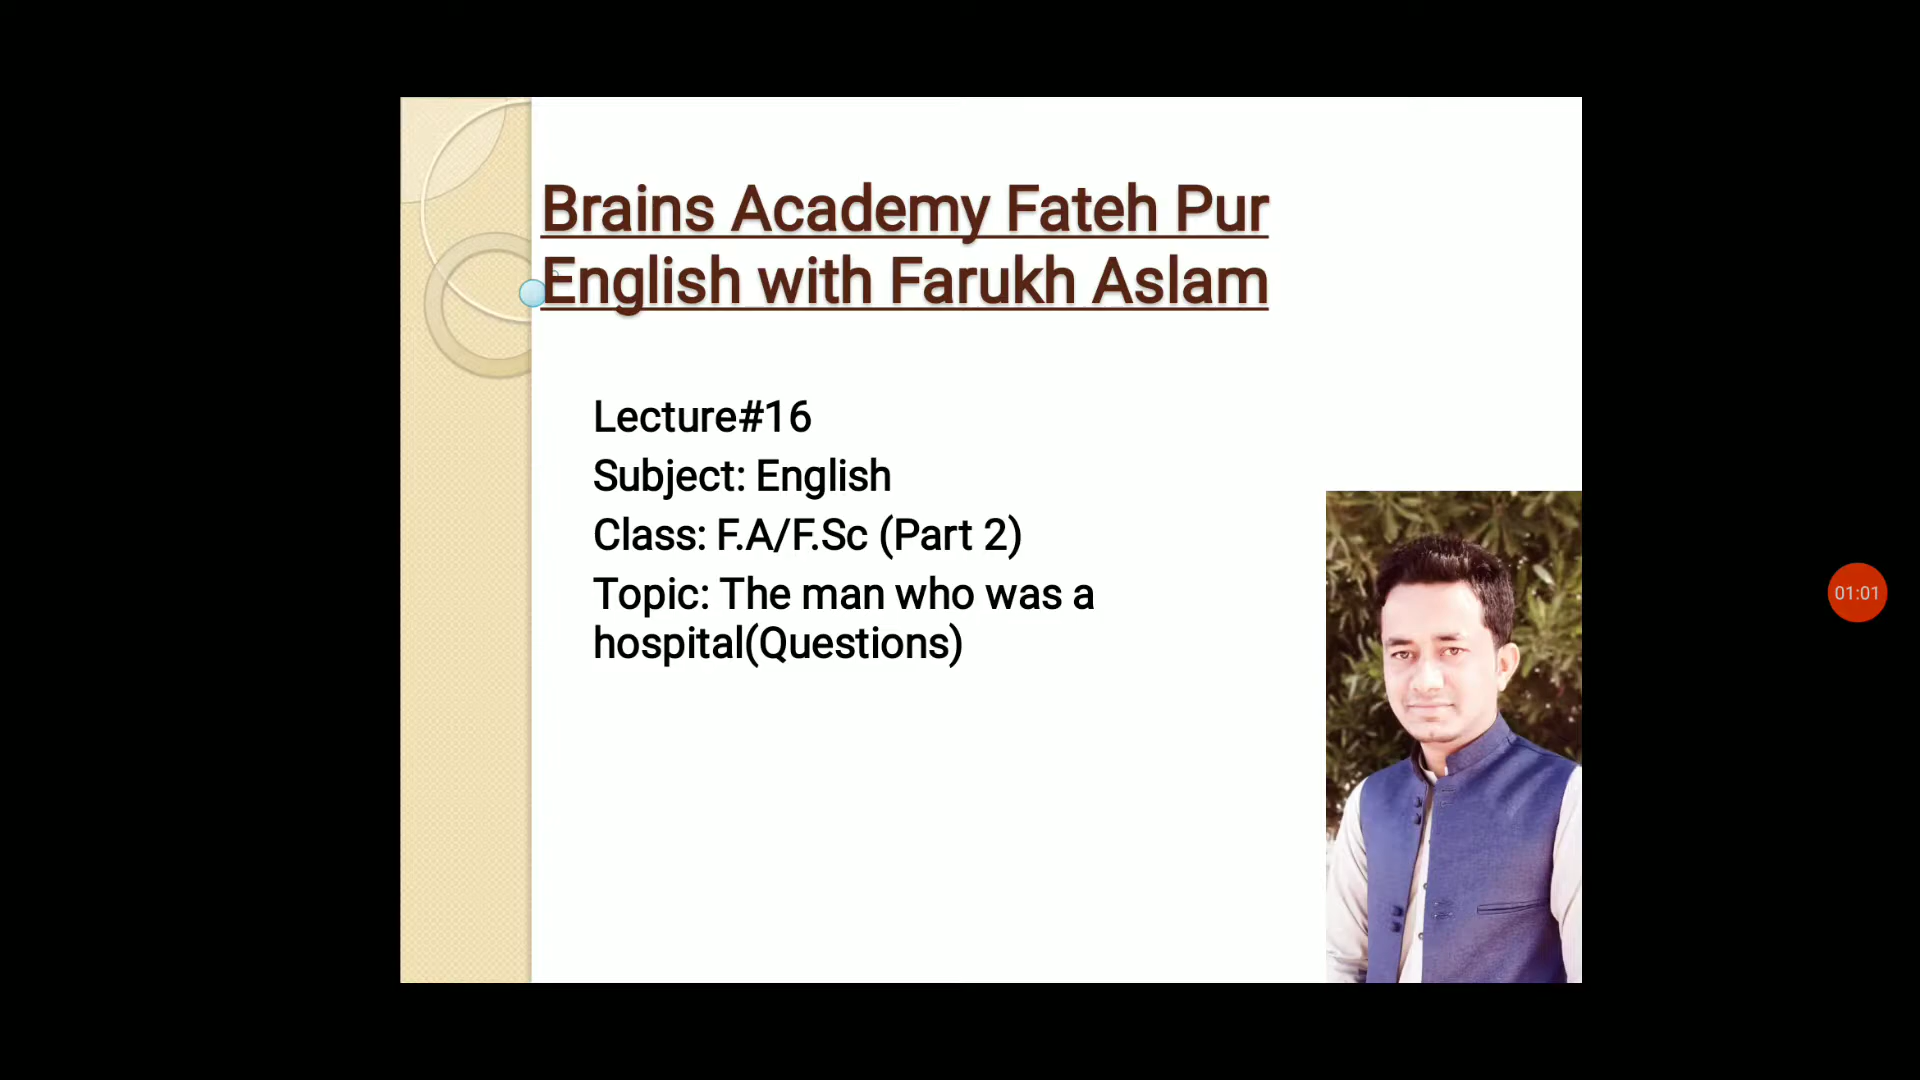 Brains Academy Fateh Pur
English with Farukh Aslam
Lecture#16
Subject: English
Class: F.A/F.Sc (Part 2)
Topic: The man who was a
hospital(Questions)
01:01